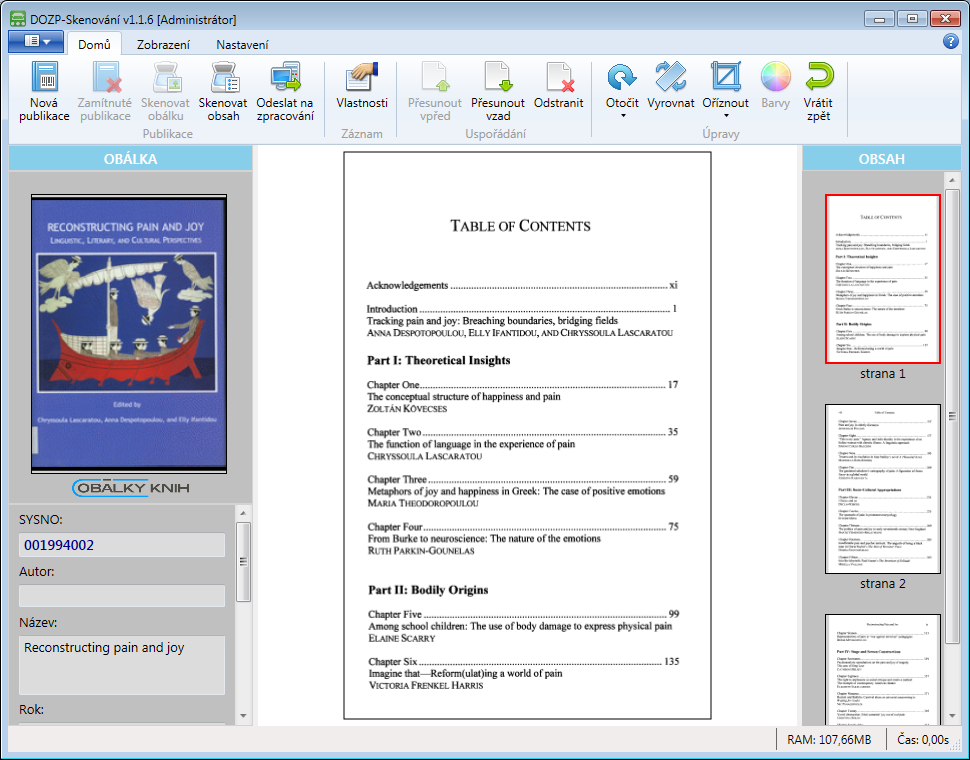 DOZP-Skenování v1.1.6 [Administrátor]
Domů Zobrazení Nastavení
Nová publikace
Zamítnuté publikace
Skenovat obálku
Skenovat obsah
Odeslat na zpracování
Publikace
Vlastnosti
Záznam
Přesunout vpřed
Přesunout vzad
Odstranit
Uspořádání
Otočit
Vyrovnat
Oříznout
Barvy
Vrátit zpět
Úpravy
OBÁLKA
RECONSTRUCTING PAIN AND JOY
LINGUISTIC, LITERARY, AND CULTURAL PERSPECTIVES
Edited by
Chryssoula Lascaratou, Anna Despotopoulou, and Elly Ifantidou
OBÁLKY KNIH
SYSNO:
001994002
Autor:
Název:
Reconstructing pain and joy
Rok:
TABLE OF CONTENTS
Acknowledgements ........ xi
Introduction ........ 1
Tracking pain and joy: Breaching boundaries, bridging fields
ANNA DESPOTOPOULOU, ELLY IFANTIDOU, AND CHRYSSOULA LASCARATOU
Part I: Theoretical Insights
Chapter One........ 17
The conceptual structure of happiness and pain
ZOLTÁN KÖVECSES
Chapter Two........ 35
The function of language in the experience of pain
CHRYSSOULA LASCARATOU
Chapter Three........ 59
Metaphors of joy and happiness in Greek: The case of positive emotions
MARIA THEODOROPOULOU
Chapter Four........ 75
From Burke to neuroscience: The nature of the emotions
RUTH PARKIN-GOUNELAS
Part II: Bodily Origins
Chapter Five........ 99
Among school children: The use of body damage to express physical pain
ELAINE SCARRY
Chapter Six........ 135
Imagine that—Reform(ulat)ing a world of pain
VICTORIA FRENKEL HARRIS
OBSAH
strana 1
strana 2
RAM: 107,66MB
Čas: 0,00s